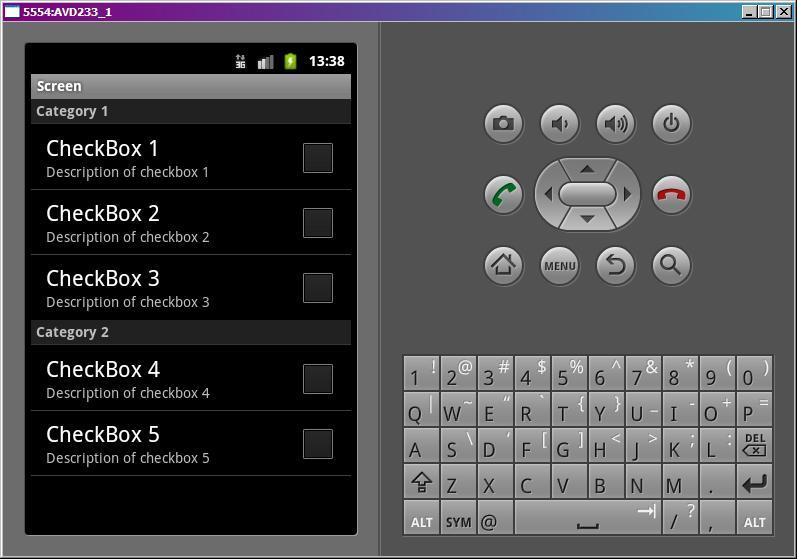 5554:AVD233_1
3G 13:38
Screen
Category 1
CheckBox 1
Description of checkbox 1
CheckBox 2
Description of checkbox 2
CheckBox 3
Description of checkbox 3
Category 2
CheckBox 4
Description of checkbox 4
CheckBox 5
Description of checkbox 5
MENU
1 ! 2 @ 3 # 4 $ 5 % 6 ^ 7 & 8 * 9 ( 0 )
Q | W ~ E “ R ` T { Y } U _ I - O + P =
A S \ D ‘ F [ G ] H < J > K ; L : DEL
Z X C V B N M .
ALT SYM @ / ? , ALT